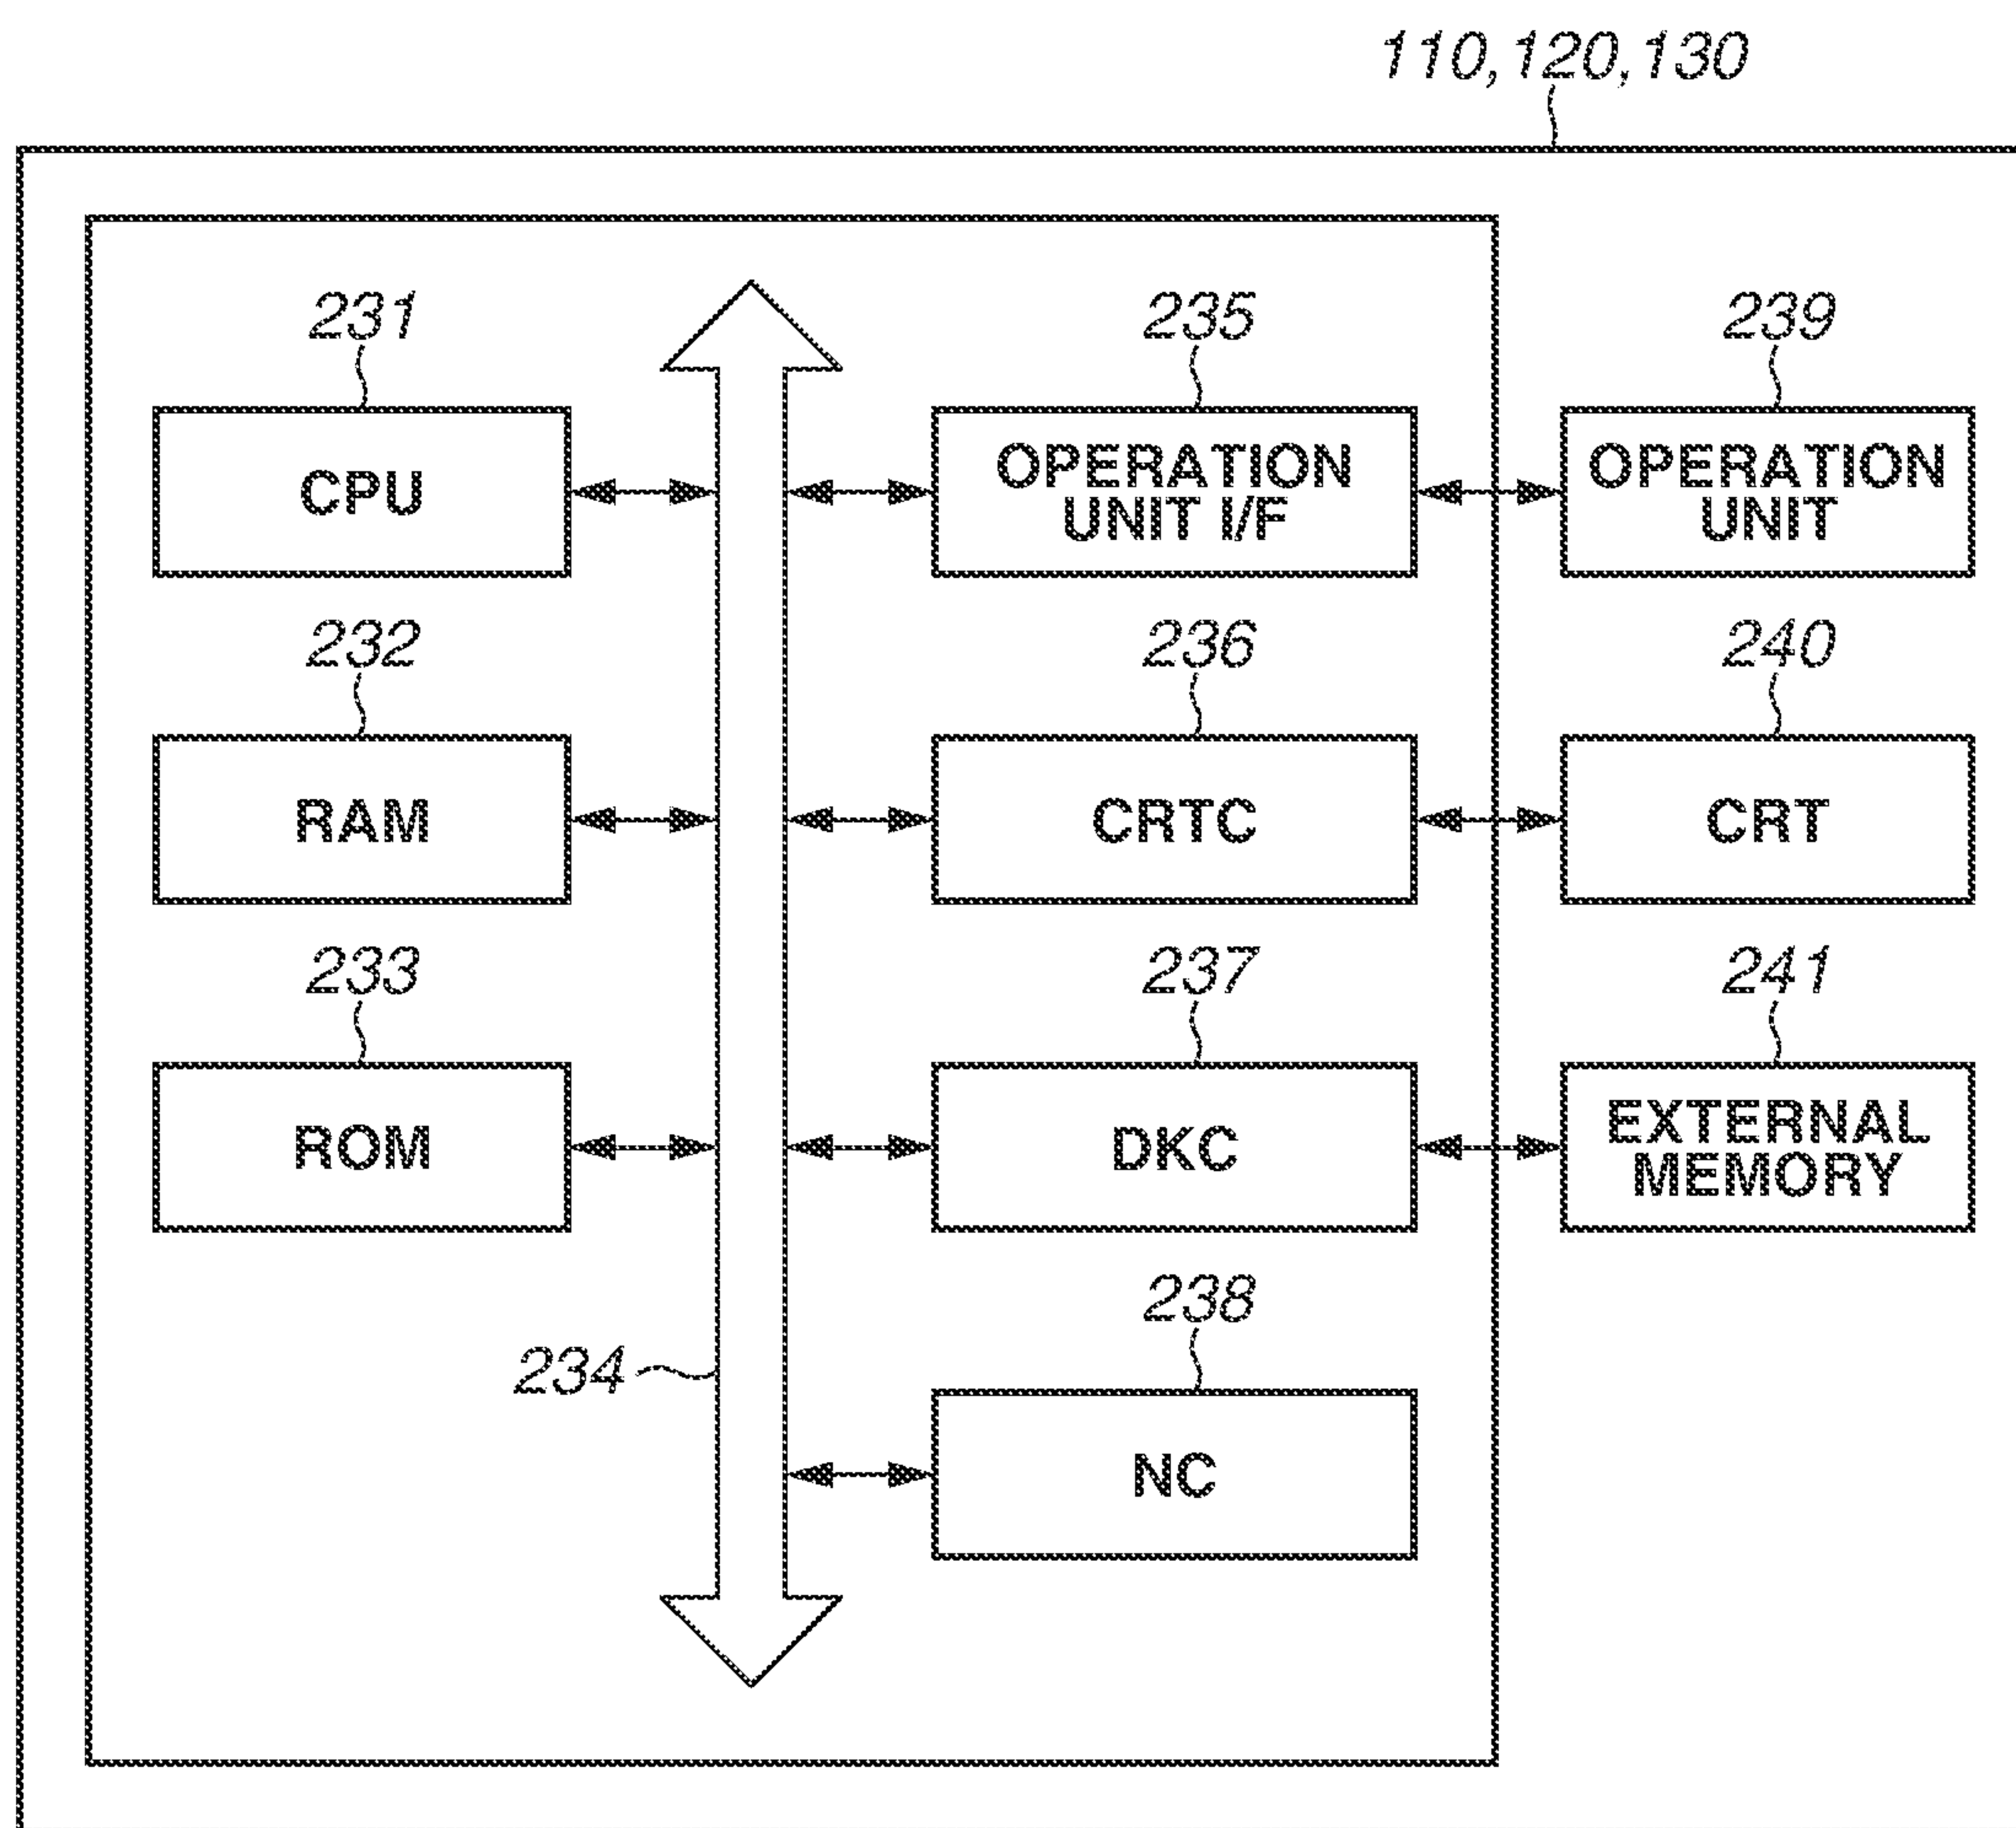 110,120,130
231
235
239
CPU
OPERATION
UNIT I/F
OPERATION
UNIT
232
236
240
RAM
CRTC
CRT
233
237
241
ROM
DKC
EXTERNAL
MEMORY
238
234
NC